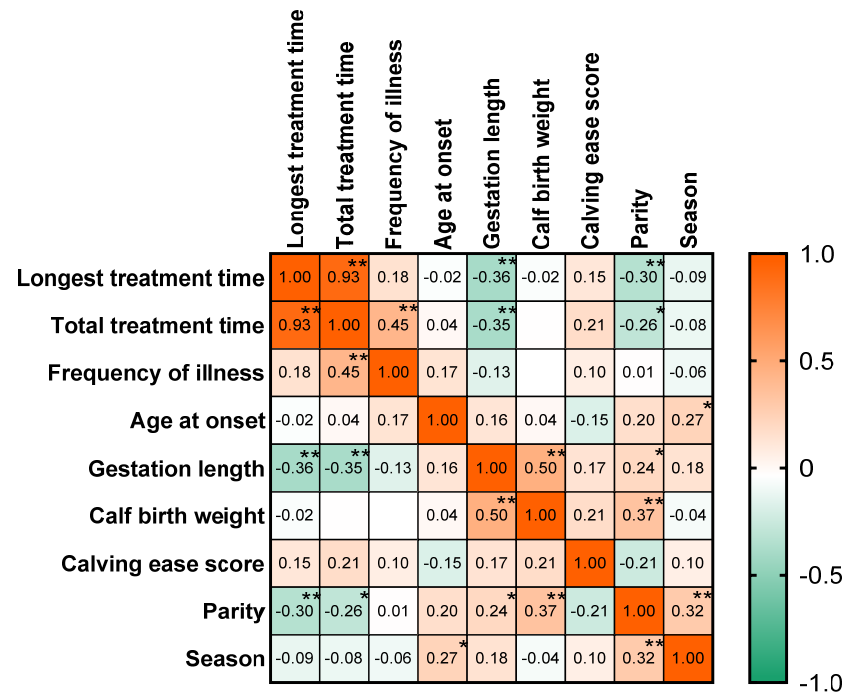 Longest treatment time
Total treatment time
Frequency of illness
Age at onset
Gestation length
Calf birth weight
Calving ease score
Parity
Season
Longest treatment time 1.00 0.93** 0.18 -0.02 -0.36** -0.02 0.15 -0.30** -0.09
Total treatment time 0.93** 1.00 0.45** 0.04 -0.35** 0.21 -0.26* -0.08
Frequency of illness 0.18 0.45** 1.00 0.17 -0.13 0.10 0.01 -0.06
Age at onset -0.02 0.04 0.17 1.00 0.16 0.04 -0.15 0.20 0.27*
Gestation length -0.36** -0.35** -0.13 0.16 1.00 0.50** 0.17 0.24* 0.18
Calf birth weight -0.02 0.04 0.50** 1.00 0.21 0.37** -0.04
Calving ease score 0.15 0.21 0.10 -0.15 0.17 0.21 1.00 -0.21 0.10
Parity -0.30** -0.26* 0.01 0.20 0.24* 0.37** -0.21 1.00 0.32**
Season -0.09 -0.08 -0.06 0.27* 0.18 -0.04 0.10 0.32** 1.00
1.0
0.5
0
-0.5
-1.0